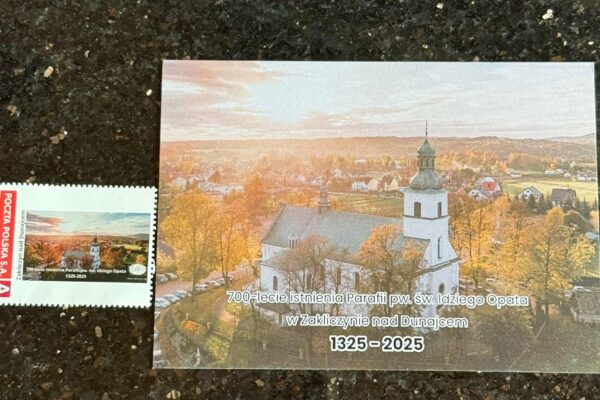 POCZTA POLSKA S.A.
A
Zakliczyn nad Dunajcem
700-lecie istnienia Parafii pw. św. Idziego Opata
1325-2025
700-lecie istnienia Parafii pw. św. Idziego Opata
w Zakliczynie nad Dunajcem
1325 - 2025